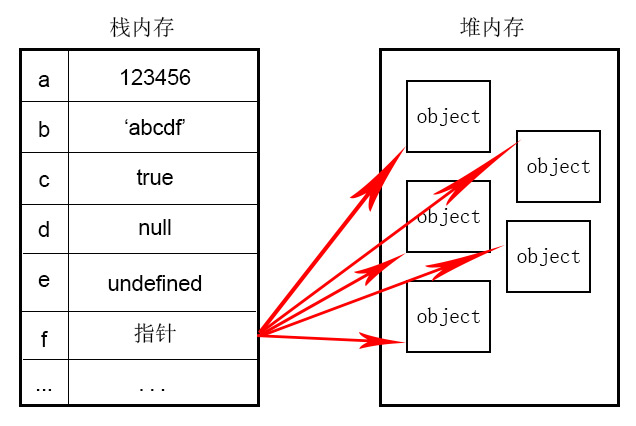 栈内存
堆内存
a 123456
b ‘abcdf’
c true
d null
e undefined
f 指针
... ...
object
object
object
object
object